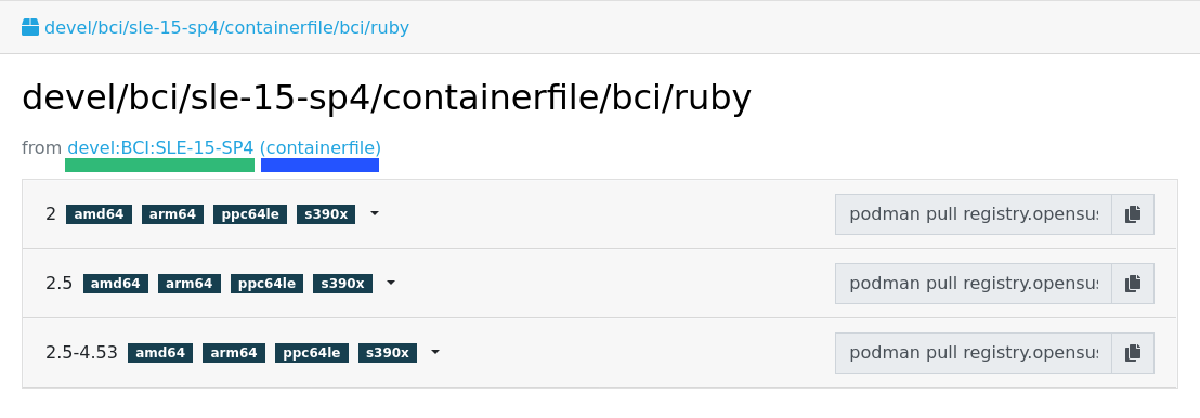 devel/bci/sle-15-sp4/containerfile/bci/ruby
devel/bci/sle-15-sp4/containerfile/bci/ruby
from devel:BCI:SLE-15-SP4 (containerfile)
2 amd64 arm64 ppc64le s390x podman pull registry.opensus
2.5 amd64 arm64 ppc64le s390x podman pull registry.opensus
2.5-4.53 amd64 arm64 ppc64le s390x podman pull registry.opensus